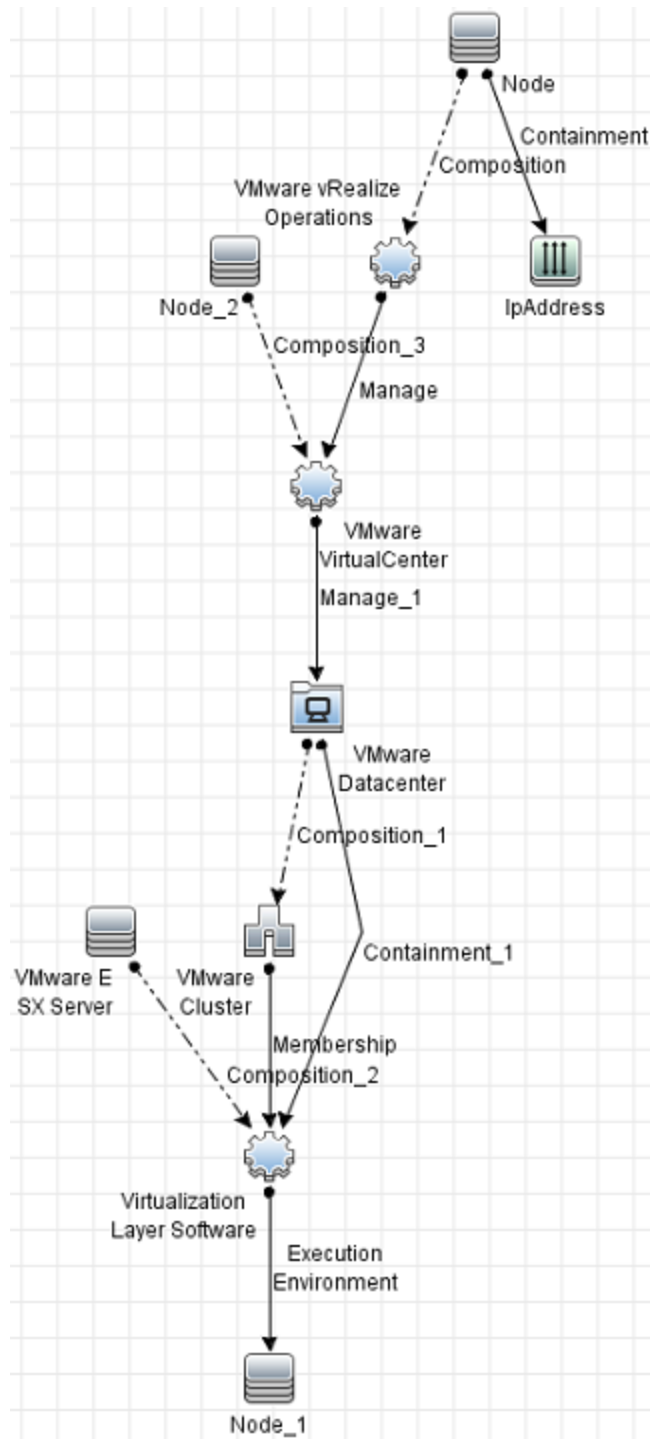 Node
Containment
Composition
VMware vRealize
Operations
Node_2
IpAddress
Composition_3
Manage
VMware
VirtualCenter
Manage_1
VMware
Datacenter
Composition_1
Containment_1
VMware E
SX Server
VMware
Cluster
Membership
Composition_2
Virtualization
Layer Software
Execution
Environment
Node_1